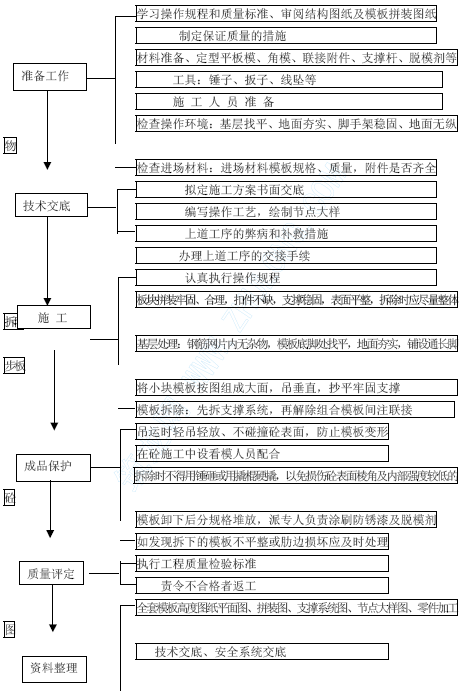 学习操作规程和质量标准、审阅结构图纸及模板拼装图纸
制定保证质量的措施
材料准备、定型平板模、角模、联接附件、支撑杆、脱模剂等
准备工作
工具：锤子、扳子、线坠等
施 工 人 员 准 备
检查操作环境：基层找平、地面夯实、脚手架稳固、地面无纵
物
检查进场材料：进场材料模板规格、质量，附件是否齐全
拟定施工方案书面交底
技术交底
编写操作工艺，绘制节点大样
上道工序的弊病和补救措施
办理上道工序的交接手续
认真执行操作规程
板块拼装牢固、合理，扣件不缺，支撑稳固，表面平整，拆除时应尽量整体
施 工
拆
基层处理：钢筋网片内无杂物，模板底脚处找平，地面夯实，铺设通长脚
步板
将小块模板按图组成大面，吊垂直，抄平牢固支撑
模板拆除：先拆支撑系统，再解除组合模板间注联接
吊运时轻吊轻放、不碰撞砼表面，防止模板变形
在砼施工中设看模人员配合
成品保护
拆除时不得用锤砸或用撬棍硬撬，以免损伤砼表面棱角及内部强度较低的
砼
模板卸下后分规格堆放，派专人负责涂刷防锈漆及脱模剂
如发现拆下的模板不平整或肋边损坏应及时处理
执行工程质量检验标准
质量评定
责令不合格者返工
全套模板高度图纸平面图、拼装图、支撑系统图、节点大样图、零件加工
图
技术交底、安全系统交底
资料整理